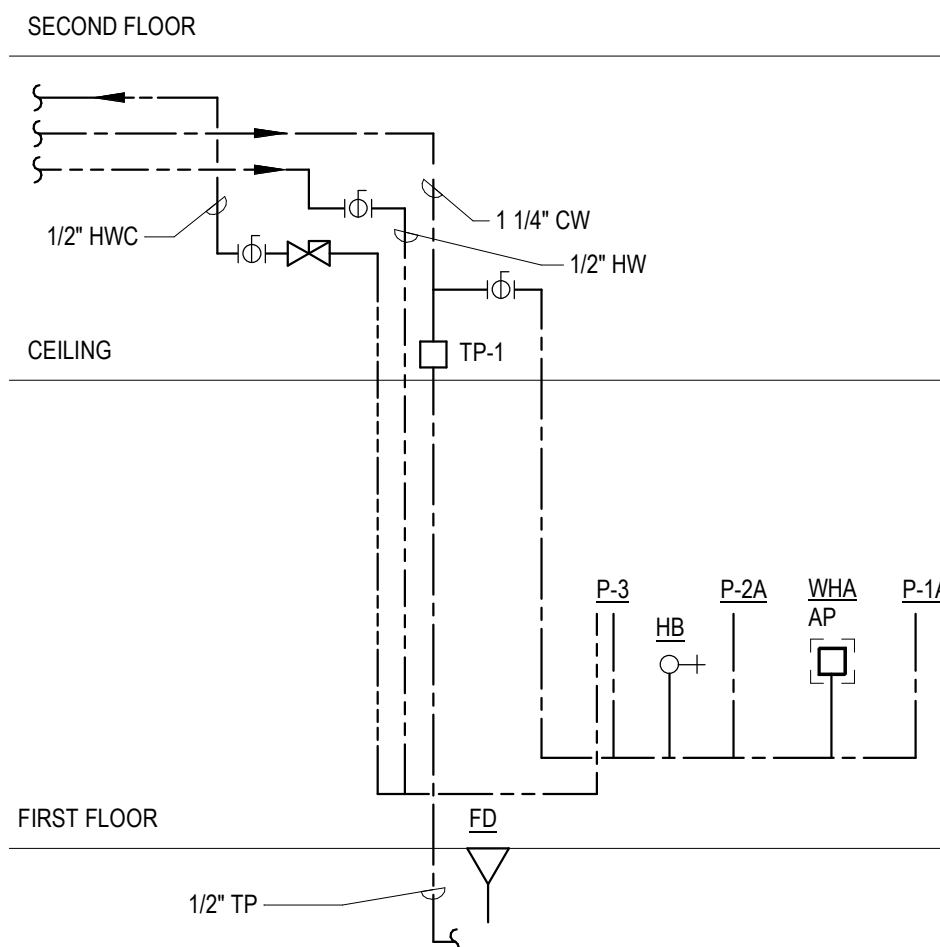 SECOND FLOOR
1/2" HWC
1 1/4" CW
1/2" HW
CEILING
TP-1
P-3
P-2A
WHA
P-1A
AP
HB
FIRST FLOOR
FD
1/2" TP